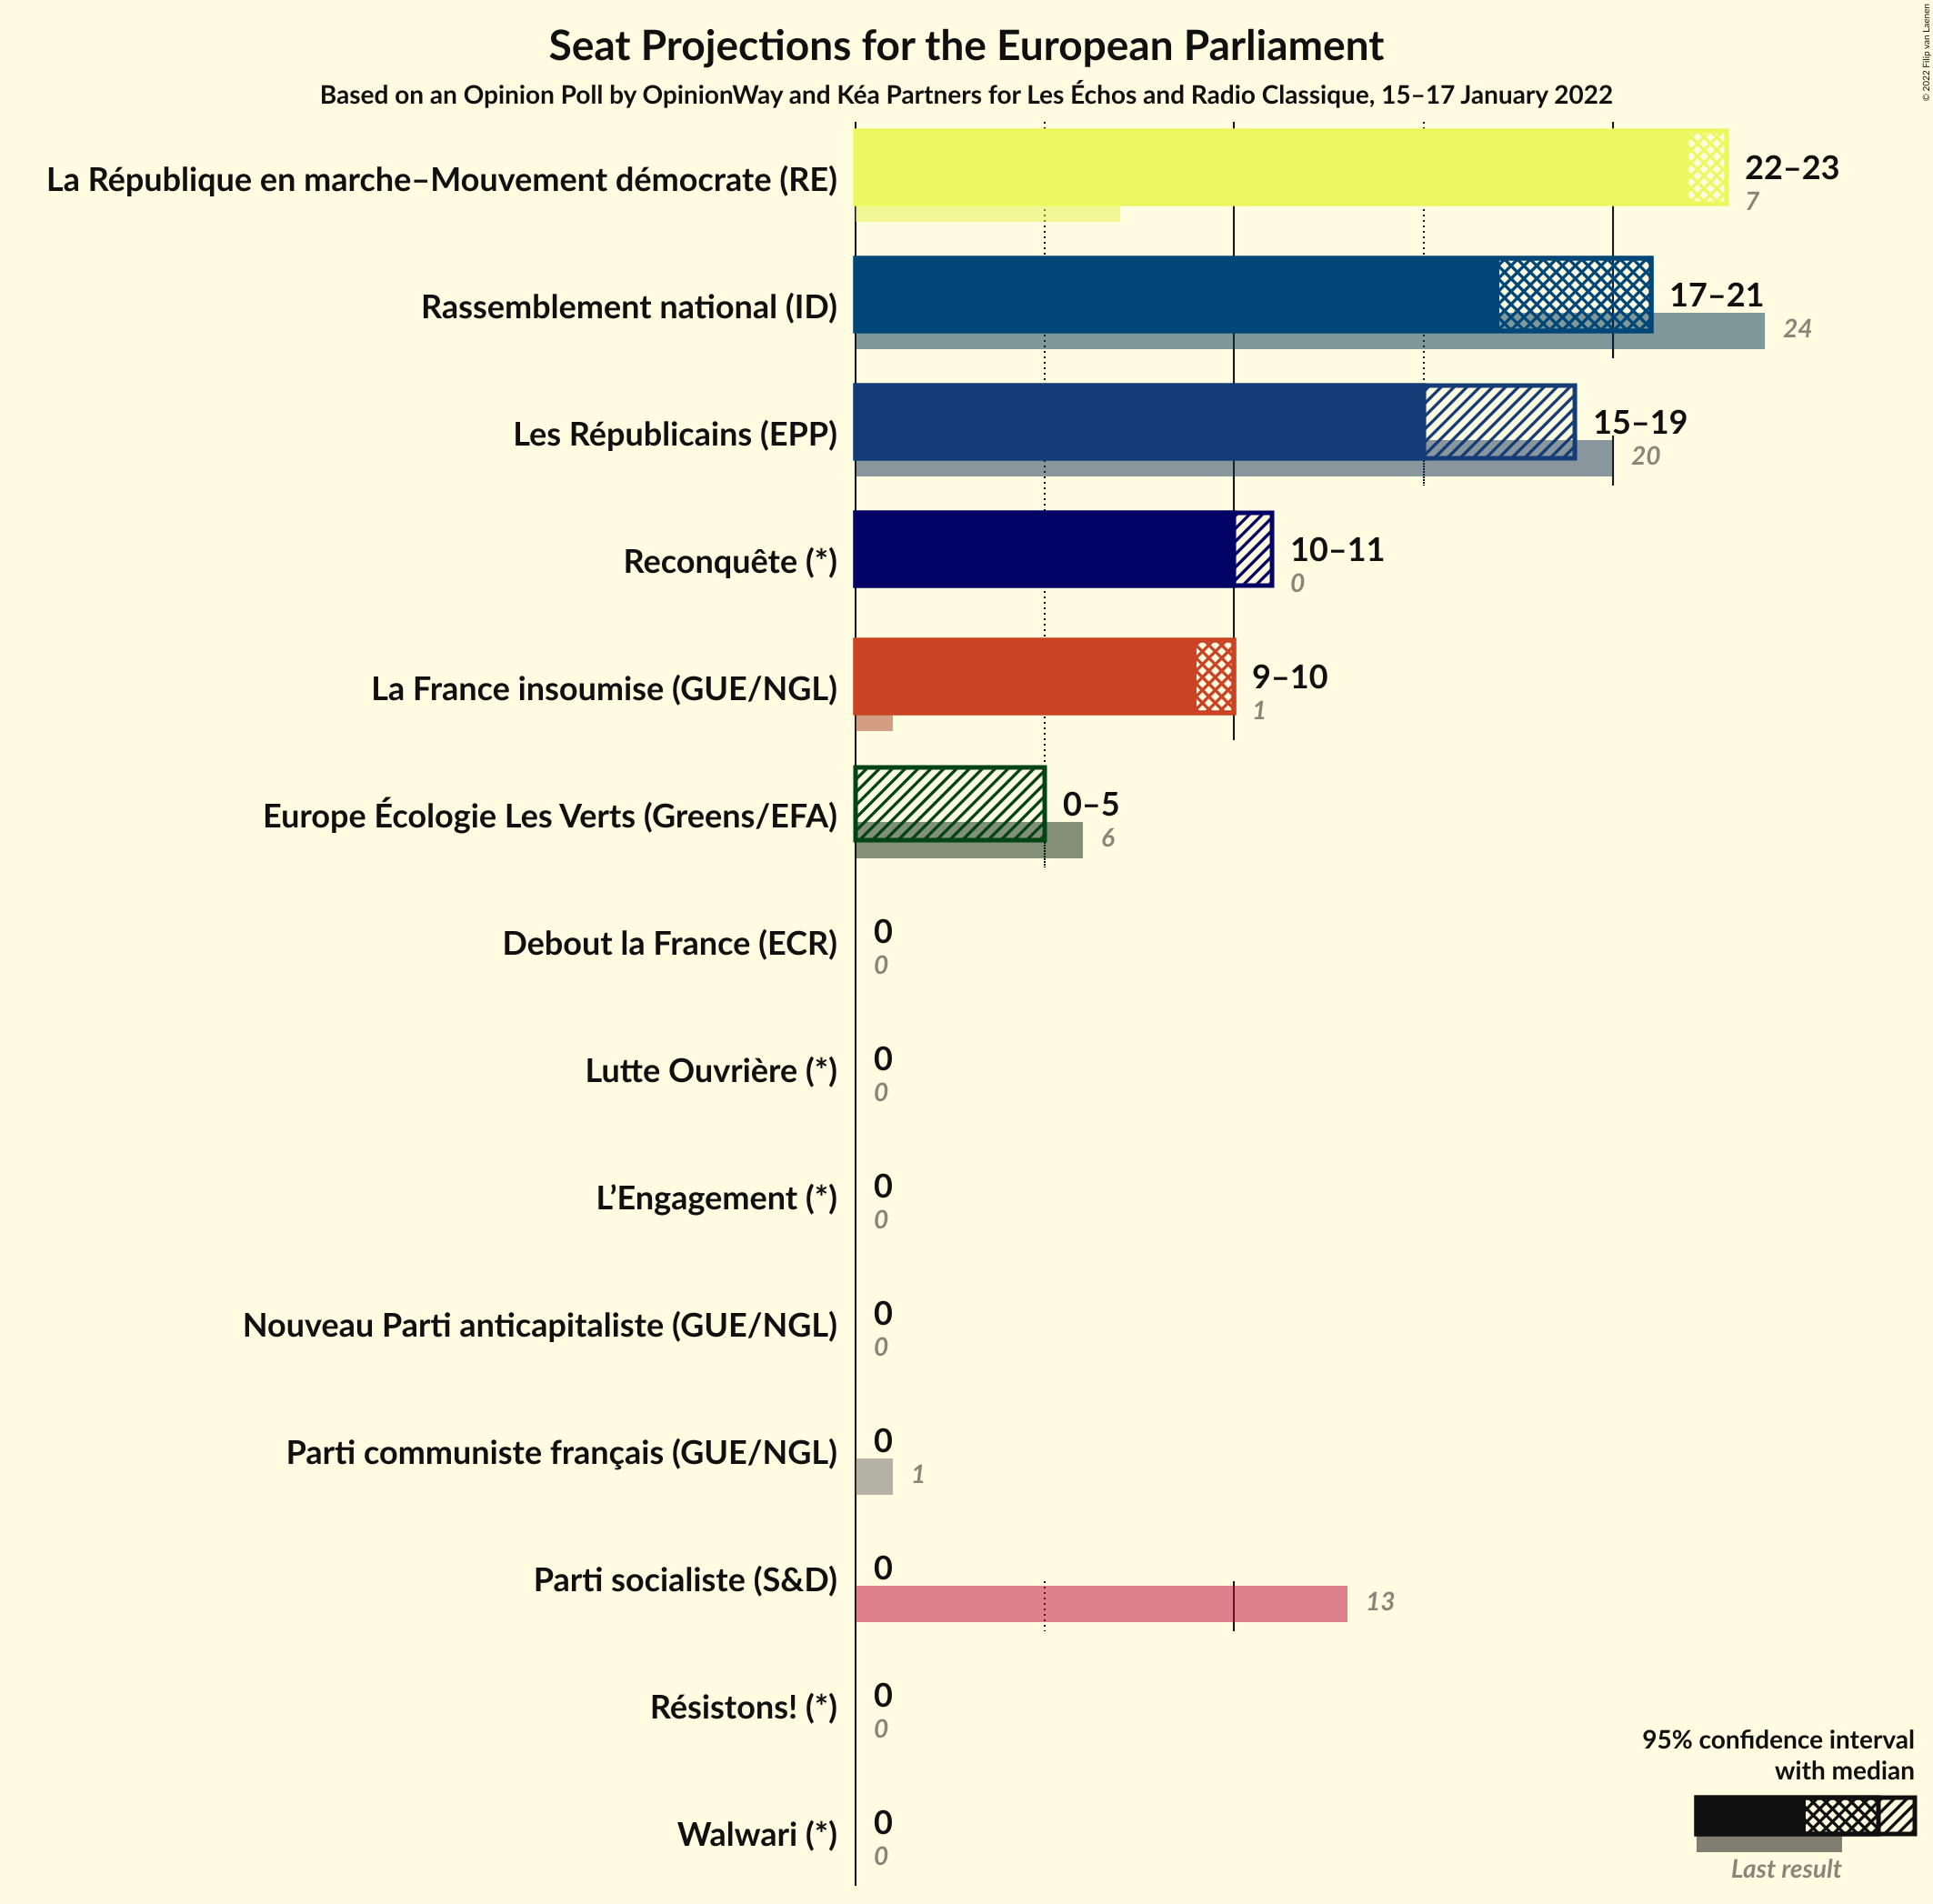 Seat Projections for the European Parliament
Based on an Opinion Poll by OpinionWay and Kéa Partners for Les Échos and Radio Classique, 15–17 January 2022
© 2022 Filip van Laenen
La République en marche–Mouvement démocrate (RE)
22–23
7
Rassemblement national (ID)
17–21
24
Les Républicains (EPP)
15–19
20
Reconquête (*)
10–11
0
La France insoumise (GUE/NGL)
9–10
1
Europe Écologie Les Verts (Greens/EFA)
0–5
6
Debout la France (ECR)
0
0
Lutte Ouvrière (*)
0
0
L’Engagement (*)
0
0
Nouveau Parti anticapitaliste (GUE/NGL)
0
0
Parti communiste français (GUE/NGL)
0
1
Parti socialiste (S&D)
0
13
Résistons! (*)
0
0
Walwari (*)
0
0
95% confidence interval
with median
Last result